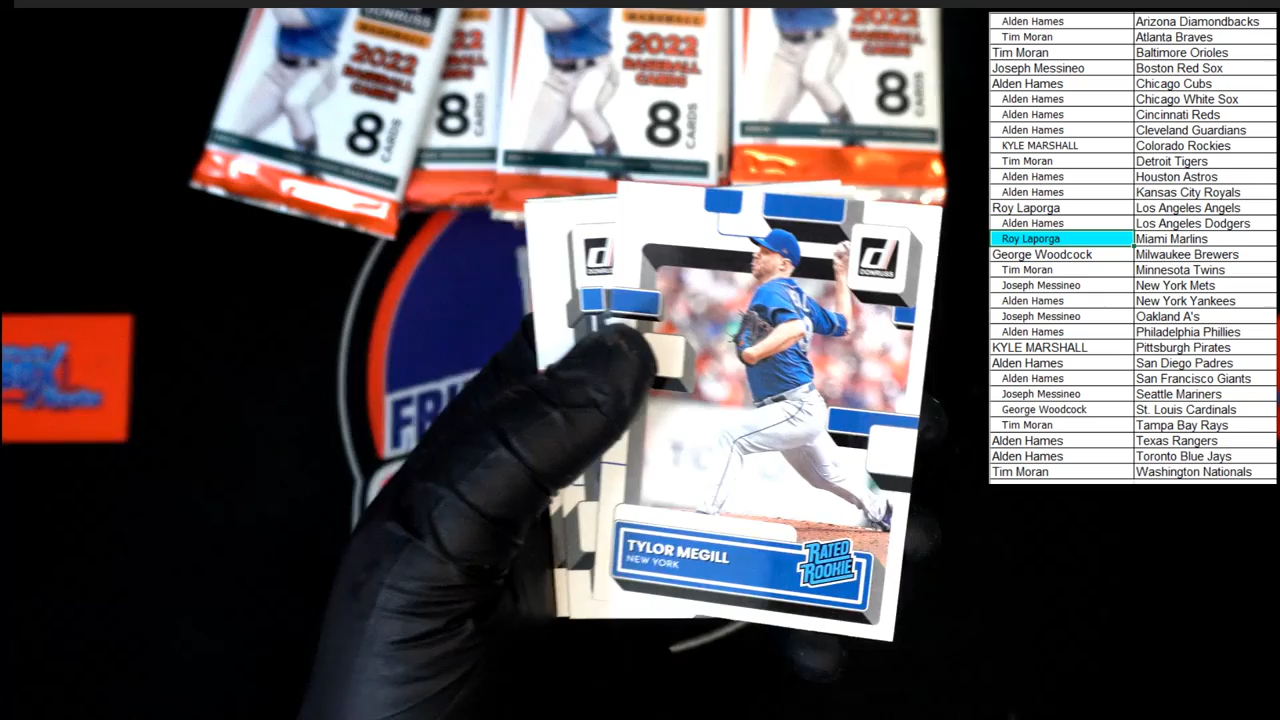 DONRUSS
BASEBALL
2022
BASEBALL
CARDS
8
CARDS
8
CARDS
BASEBALL
2022
BASEBALL
CARDS
8
CARDS
2022
8
CARDS
d
DONRUSS
d
DONRUSS
FR
TYLOR MEGILL
NEW YORK
RATED
ROOKIE
Alden Hames Arizona Diamondbacks
Tim Moran Atlanta Braves
Tim Moran Baltimore Orioles
Joseph Messineo Boston Red Sox
Alden Hames Chicago Cubs
Alden Hames Chicago White Sox
Alden Hames Cincinnati Reds
Alden Hames Cleveland Guardians
KYLE MARSHALL Colorado Rockies
Tim Moran Detroit Tigers
Alden Hames Houston Astros
Alden Hames Kansas City Royals
Roy Laporga Los Angeles Angels
Alden Hames Los Angeles Dodgers
Roy Laporga Miami Marlins
George Woodcock Milwaukee Brewers
Tim Moran Minnesota Twins
Joseph Messineo New York Mets
Alden Hames New York Yankees
Joseph Messineo Oakland A's
Alden Hames Philadelphia Phillies
KYLE MARSHALL Pittsburgh Pirates
Alden Hames San Diego Padres
Alden Hames San Francisco Giants
Joseph Messineo Seattle Mariners
George Woodcock St. Louis Cardinals
Tim Moran Tampa Bay Rays
Alden Hames Texas Rangers
Alden Hames Toronto Blue Jays
Tim Moran Washington Nationals